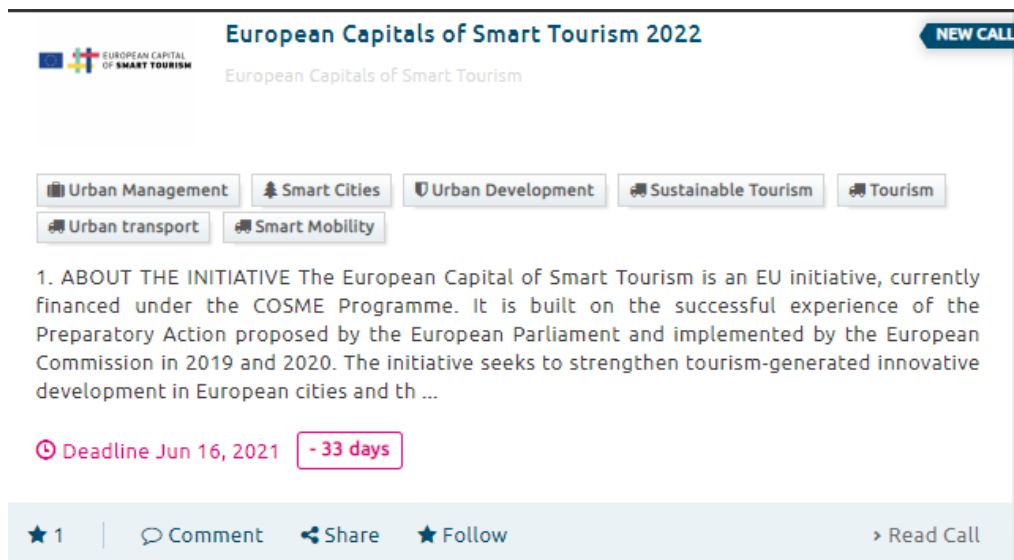 European Capitals of Smart Tourism 2022
NEW CALL
EUROPEAN CAPITAL
OF SMART TOURISM
European Capitals of Smart Tourism
Urban Management Smart Cities Urban Development Sustainable Tourism Tourism
Urban transport Smart Mobility
1. ABOUT THE INITIATIVE The European Capital of Smart Tourism is an EU initiative, currently
financed under the COSME Programme. It is built on the successful experience of the
Preparatory Action proposed by the European Parliament and implemented by the European
Commission in 2019 and 2020. The initiative seeks to strengthen tourism-generated innovative
development in European cities and th ...
Deadline Jun 16, 2021 - 33 days
1 Comment Share Follow > Read Call